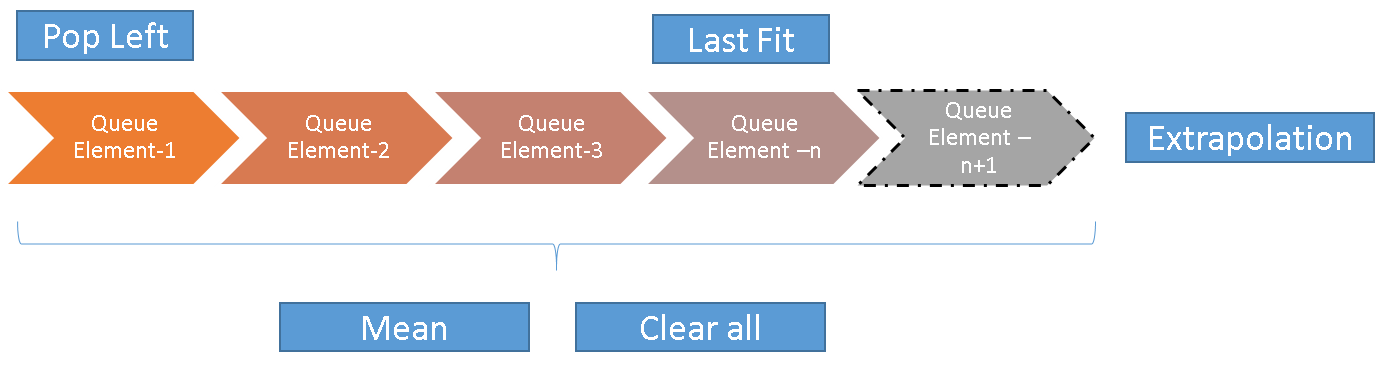 Pop Left
Last Fit
Queue
Element-1
Queue
Element-2
Queue
Element-3
Queue
Element –n
Queue
Element –
n+1
Extrapolation
Mean
Clear all